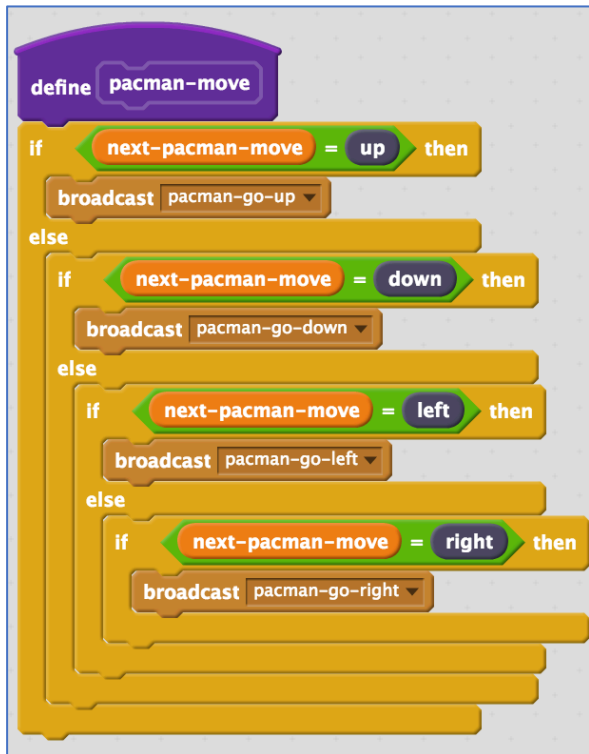 define pacman-move
if next-pacman-move = up then
broadcast pacman-go-up
else
if next-pacman-move = down then
broadcast pacman-go-down
else
if next-pacman-move = left then
broadcast pacman-go-left
else
if next-pacman-move = right then
broadcast pacman-go-right